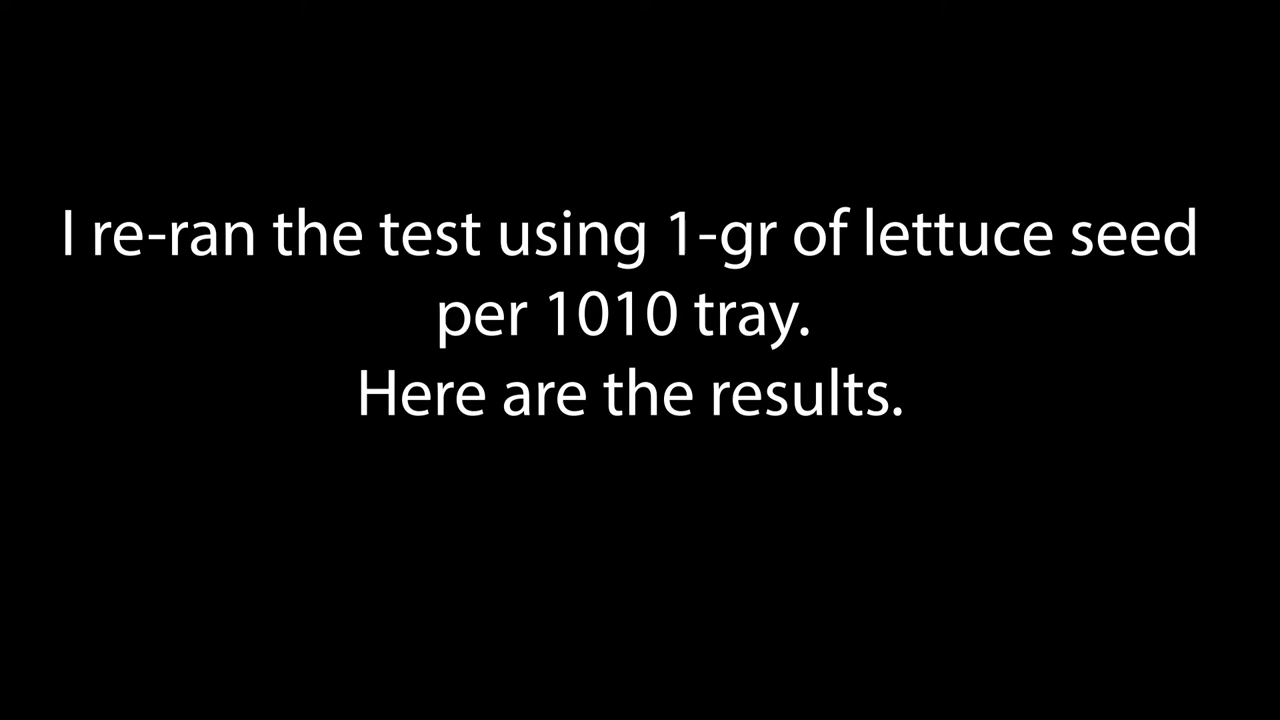 I re-ran the test using 1-gr of lettuce seed
per 1010 tray.
Here are the results.